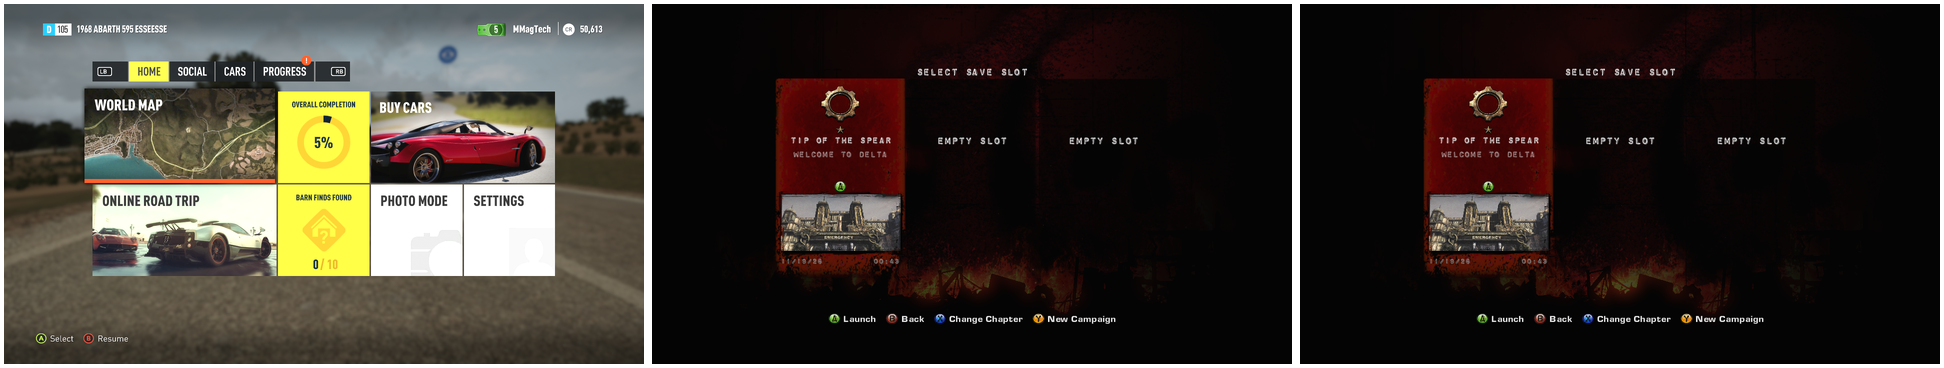 D 105 1968 ABARTH 595 ESSEESSE
5 MMagTech CR 50,613
LB HOME SOCIAL CARS PROGRESS ! RB
WORLD MAP
OVERALL COMPLETION
5%
BUY CARS
ONLINE ROAD TRIP
BARN FINDS FOUND
?
0 / 10
PHOTO MODE
SETTINGS
A Select B Resume
SELECT SAVE SLOT
TIP OF THE SPEAR
WELCOME TO DELTA
A
EMERGENCY
00:43
EMPTY SLOT
EMPTY SLOT
A Launch B Back X Change Chapter Y New Campaign
SELECT SAVE SLOT
TIP OF THE SPEAR
WELCOME TO DELTA
A
EMERGENCY
00:43
EMPTY SLOT
EMPTY SLOT
A Launch B Back X Change Chapter Y New Campaign